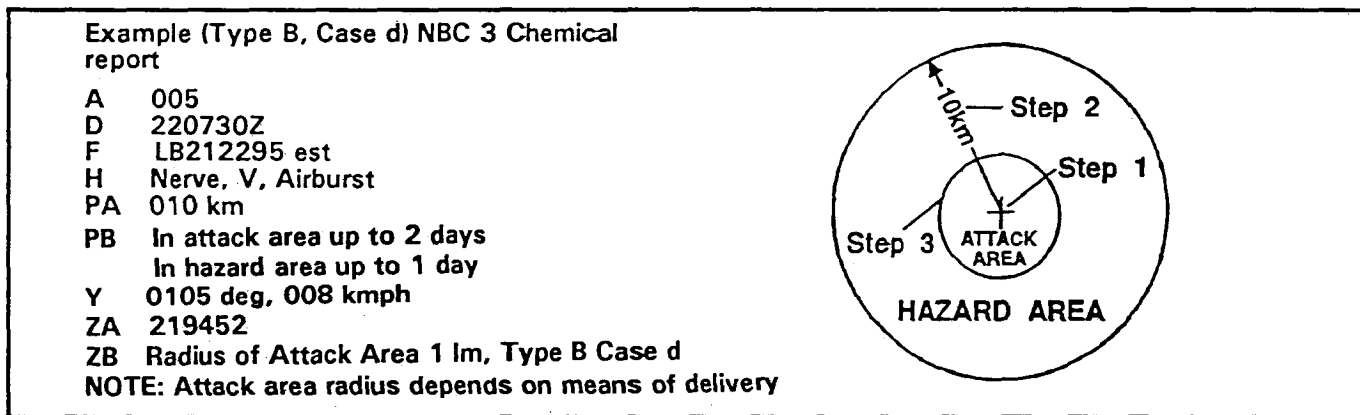 Example (Type B, Case d) NBC 3 Chemical
report
A 005
D 220730Z
F LB212295 est
H Nerve, V, Airburst
PA 010 km
PB In attack area up to 2 days
In hazard area up to 1 day
Y 0105 deg, 008 kmph
ZA 219452
ZB Radius of Attack Area 1 lm, Type B Case d
NOTE: Attack area radius depends on means of delivery
10km
Step 2
Step 1
Step 3
ATTACK
AREA
HAZARD AREA